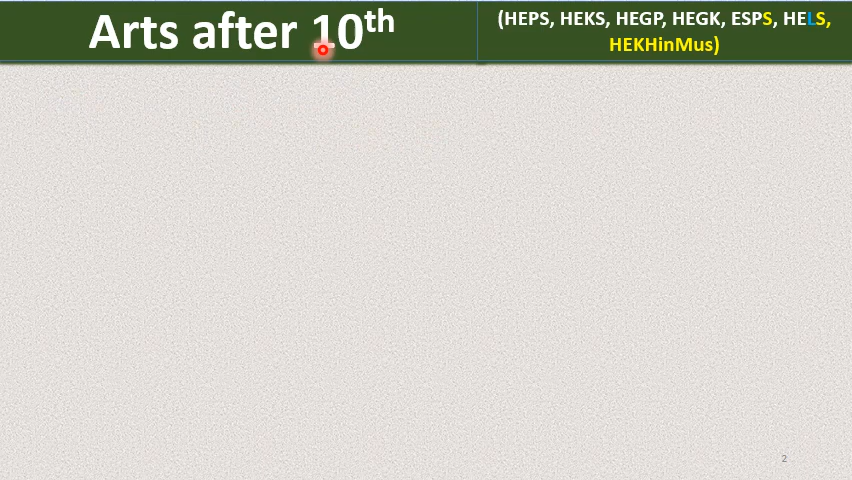 Arts after 10th
(HEPS, HEKS, HEGP, HEGK, ESPS, HELS,
HEKHinMus)
2